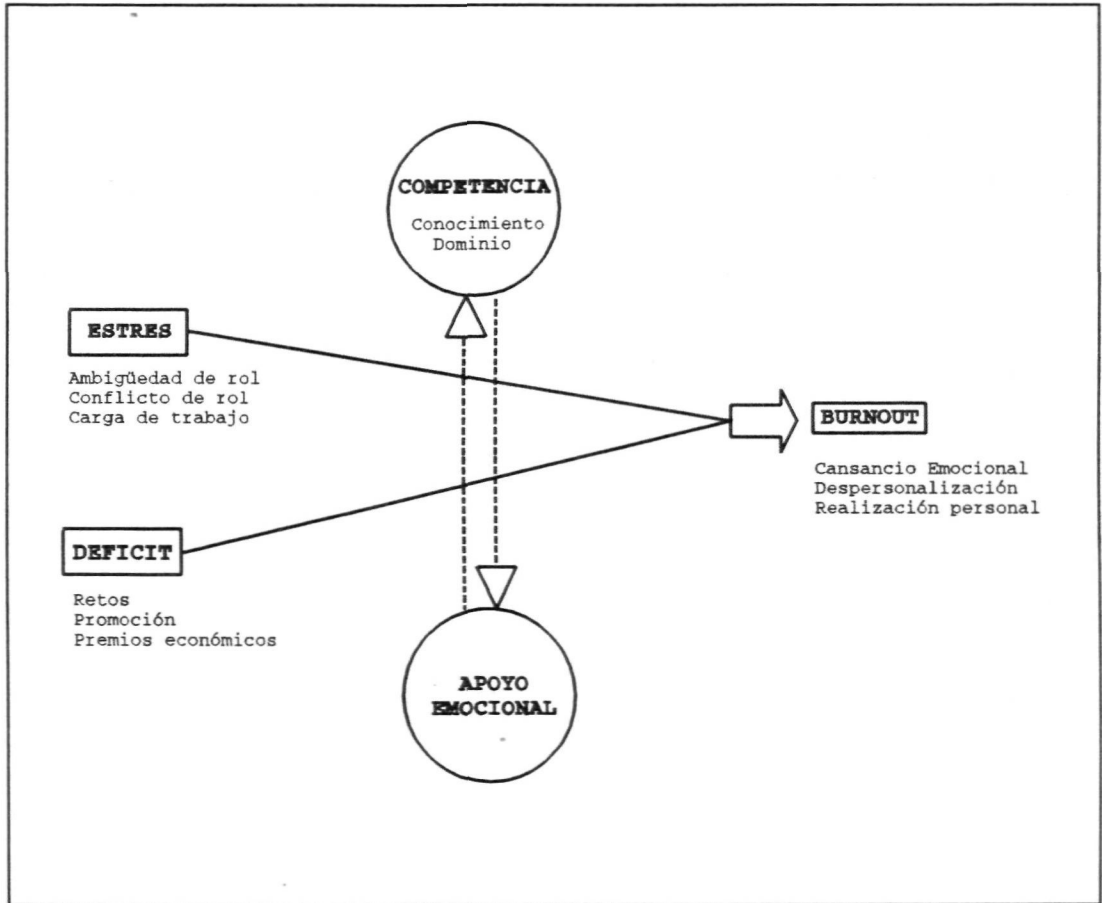 COMPETENCIA
Conocimiento
Dominio
ESTRES
Ambigüedad de rol
Conflicto de rol
Carga de trabajo
BURNOUT
Cansancio Emocional
Despersonalización
Realización personal
DEFICIT
Retos
Promoción
Premios económicos
APOYO
EMOCIONAL